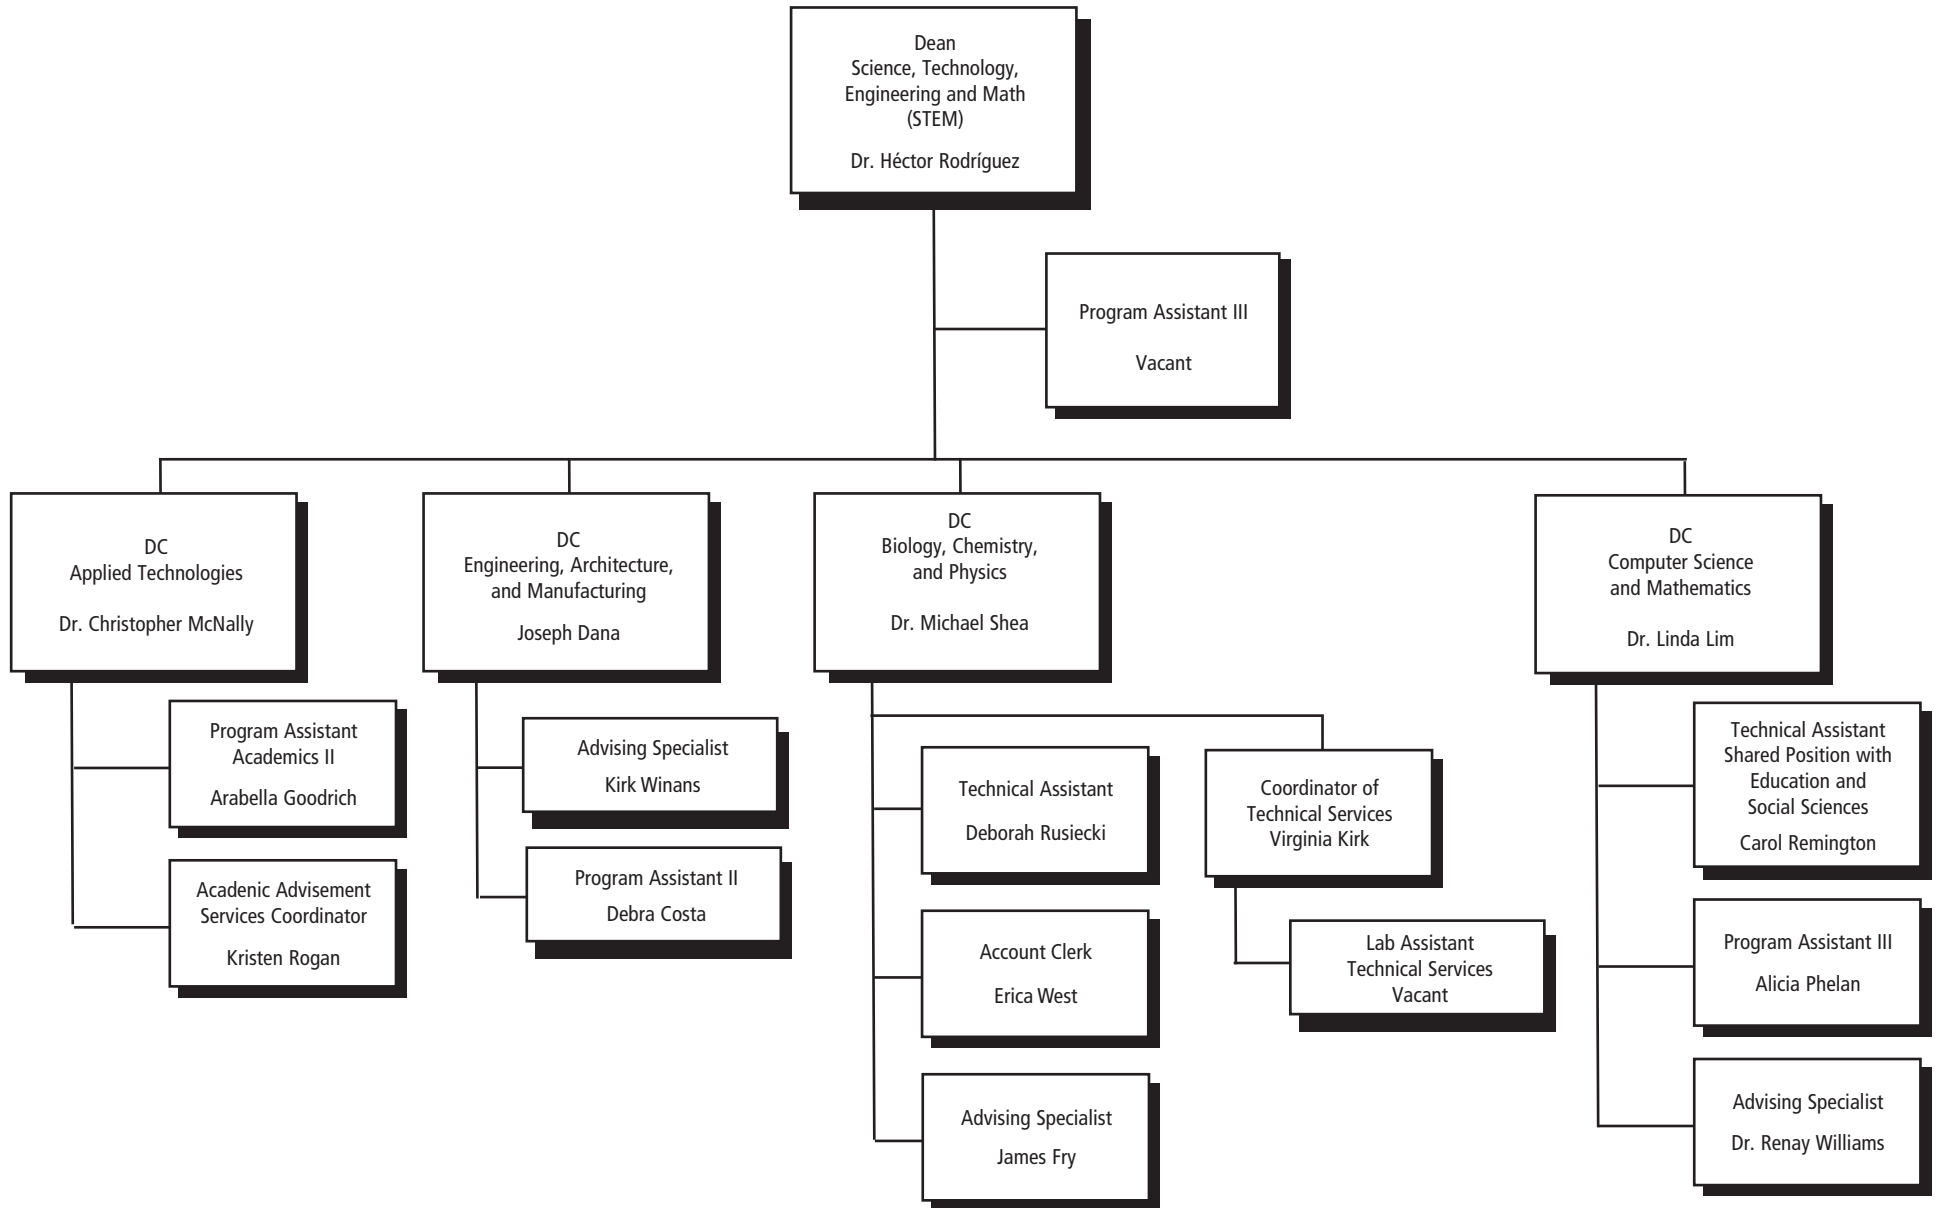 Dean
Science, Technology,
Engineering and Math
(STEM)
Dr. Héctor Rodríguez
Program Assistant III
Vacant
DC
Applied Technologies
Dr. Christopher McNally
Program Assistant
Academics II
Arabella Goodrich
Acadenic Advisement
Services Coordinator
Kristen Rogan
DC
Engineering, Architecture,
and Manufacturing
Joseph Dana
Advising Specialist
Kirk Winans
Program Assistant II
Debra Costa
DC
Biology, Chemistry,
and Physics
Dr. Michael Shea
Technical Assistant
Deborah Rusiecki
Account Clerk
Erica West
Advising Specialist
James Fry
Coordinator of
Technical Services
Virginia Kirk
Lab Assistant
Technical Services
Vacant
DC
Computer Science
and Mathematics
Dr. Linda Lim
Technical Assistant
Shared Position with
Education and
Social Sciences
Carol Remington
Program Assistant III
Alicia Phelan
Advising Specialist
Dr. Renay Williams